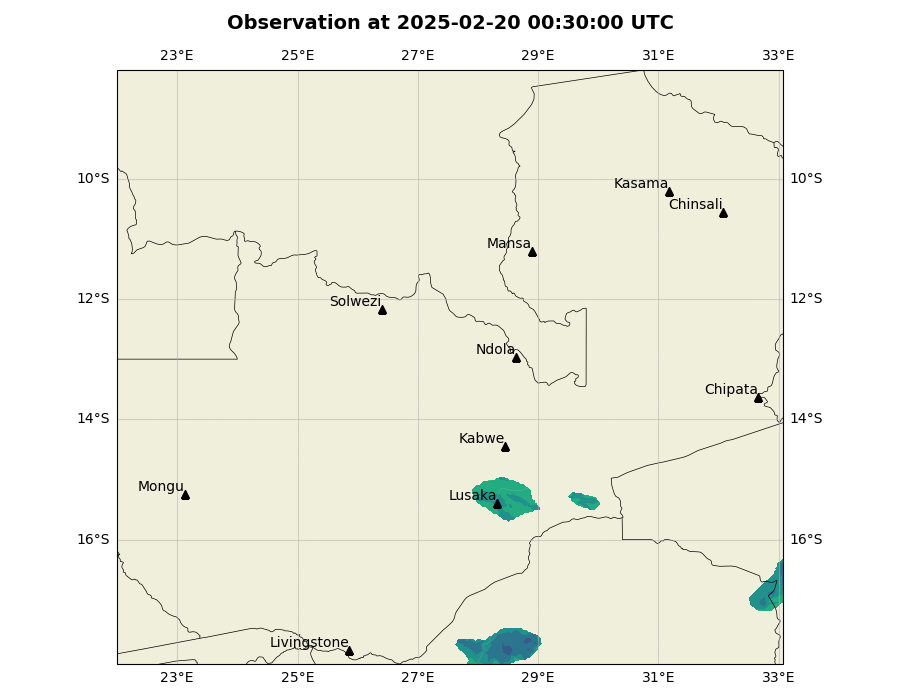 Observation at 2025-02-20 00:30:00 UTC
23°E 25°E 27°E 29°E 31°E 33°E
10°S 10°S
Kasama
Chinsali
Mansa
12°S 12°S
Solwezi
Ndola
Chipata
14°S 14°S
Kabwe
Mongu
Lusaka
16°S 16°S
Livingstone
23°E 25°E 27°E 29°E 31°E 33°E